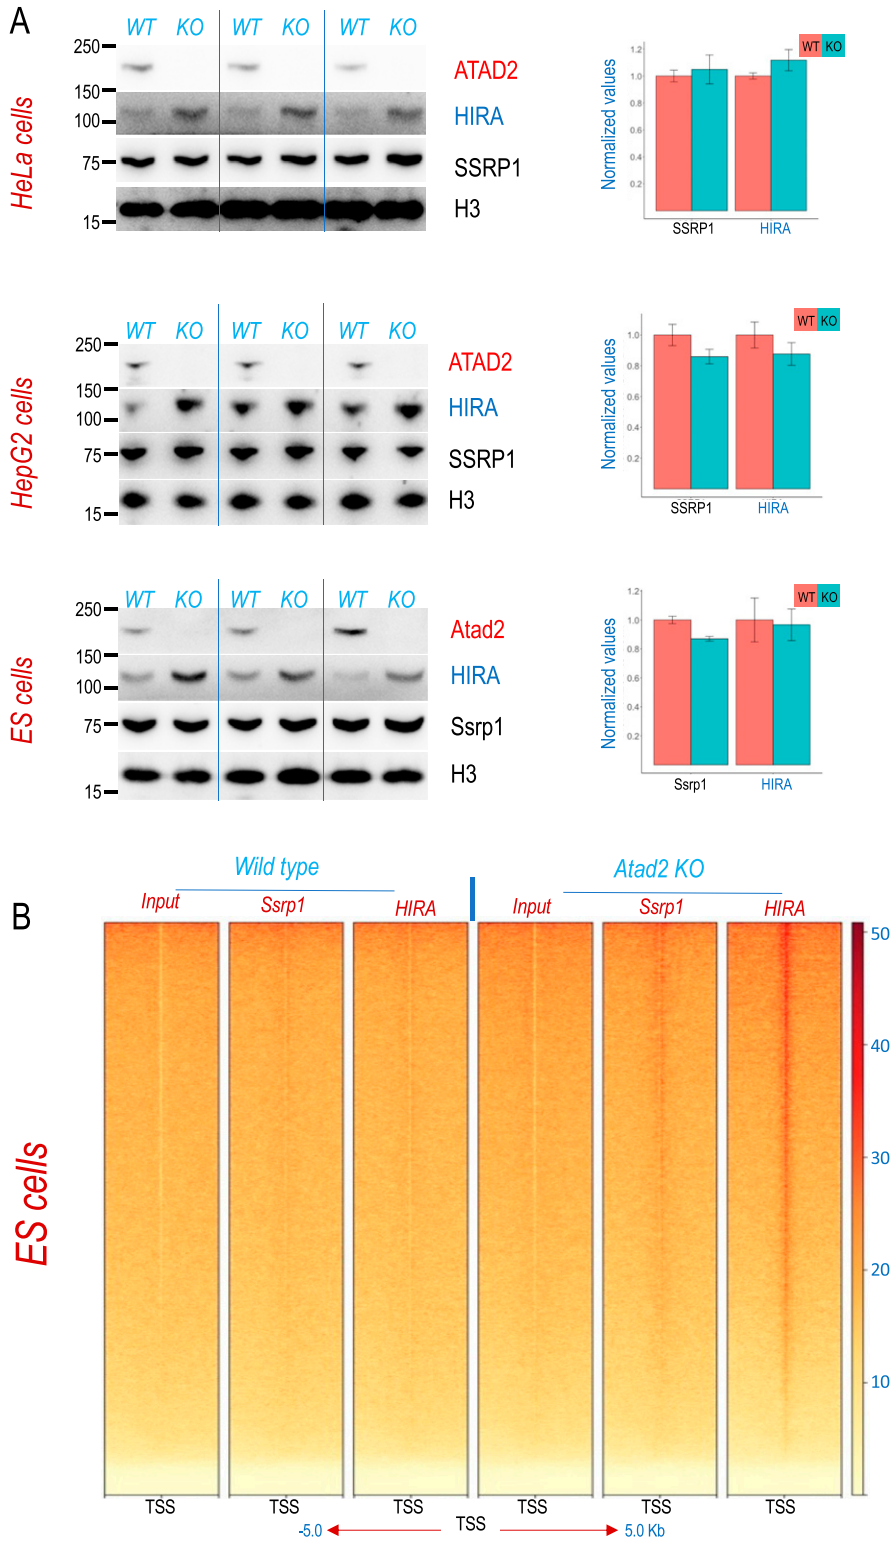 A
WT KO WT KO WT KO
250
150
100
75
15
HeLa cells
ATAD2
HIRA
SSRP1
H3
WT KO
Normalized values
1.2
1.0
0.8
0.6
0.4
0.2
SSRP1 HIRA
WT KO WT KO WT KO
250
150
100
75
15
HepG2 cells
ATAD2
HIRA
SSRP1
H3
WT KO
Normalized values
1.0
0.8
0.6
0.4
0.2
SSRP1 HIRA
WT KO WT KO WT KO
250
150
100
75
15
ES cells
Atad2
HIRA
Ssrp1
H3
WT KO
Normalized values
1.2
1.0
0.8
0.6
0.4
0.2
Ssrp1 HIRA
B
Wild type Atad2 KO
Input Ssrp1 HIRA Input Ssrp1 HIRA
ES cells
50
40
30
20
10
TSS TSS TSS TSS TSS TSS
-5.0 TSS 5.0 Kb